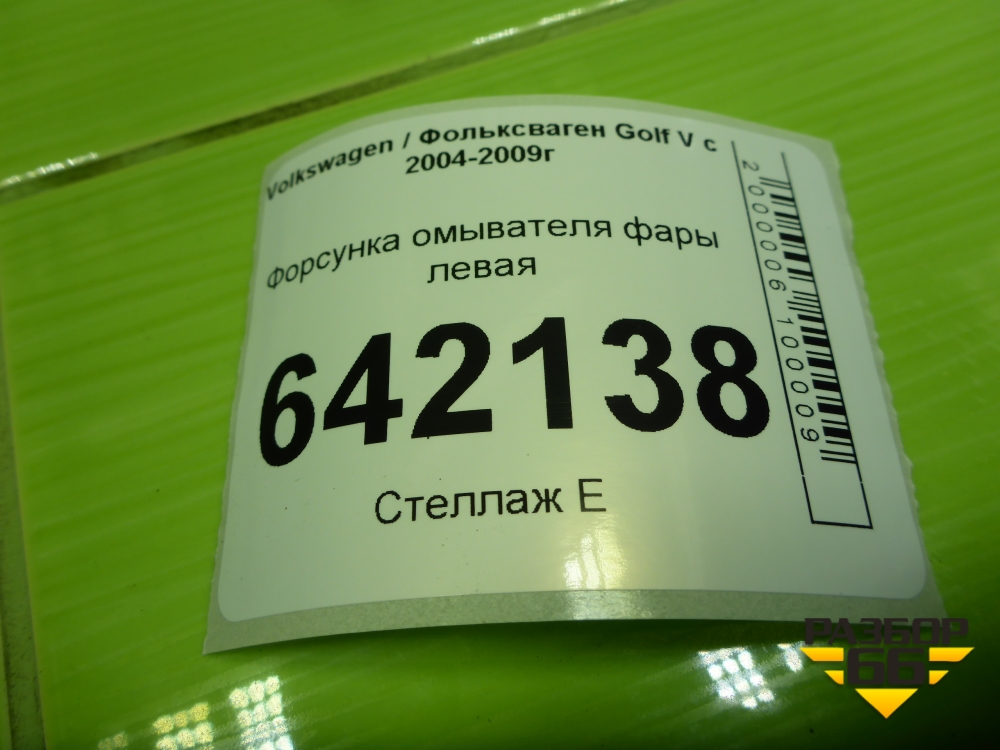 Volkswagen / Фольксваген Golf V с
2004-2009г
Форсунка омывателя фары
левая
642138
Стеллаж E
2000006100009
РАЗБОР
66